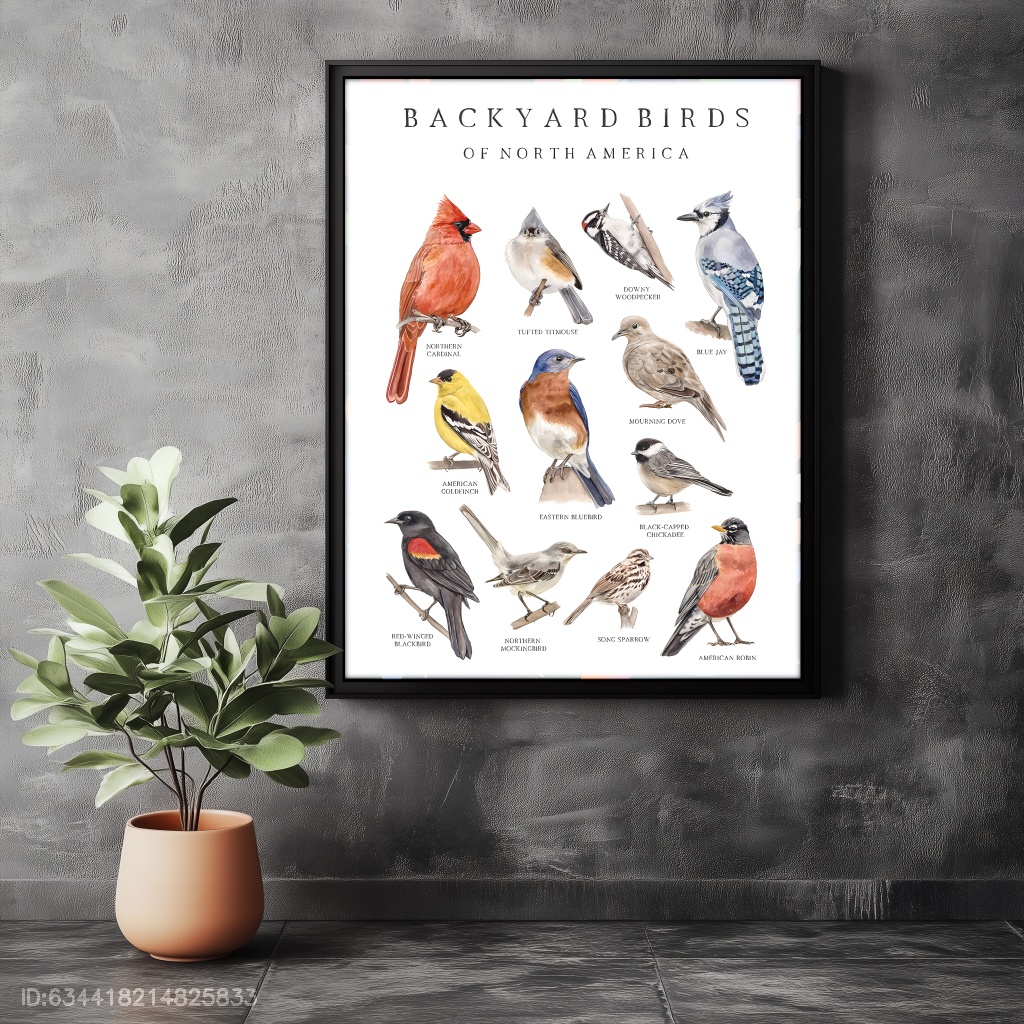 BACKYARD BIRDS
OF NORTH AMERICA
NORTHERN
CARDINAL
TUFTED TITMOUSE
DOWNY
WOODPECKER
BLUE JAY
AMERICAN
GOLDFINCH
EASTERN BLUEBIRD
MOURNING DOVE
BLACK-CAPPED
CHICKADEE
RED-WINGED
BLACKBIRD
NORTHERN
MOCKINGBIRD
SONG SPARROW
AMERICAN ROBIN
ID:634418214825833